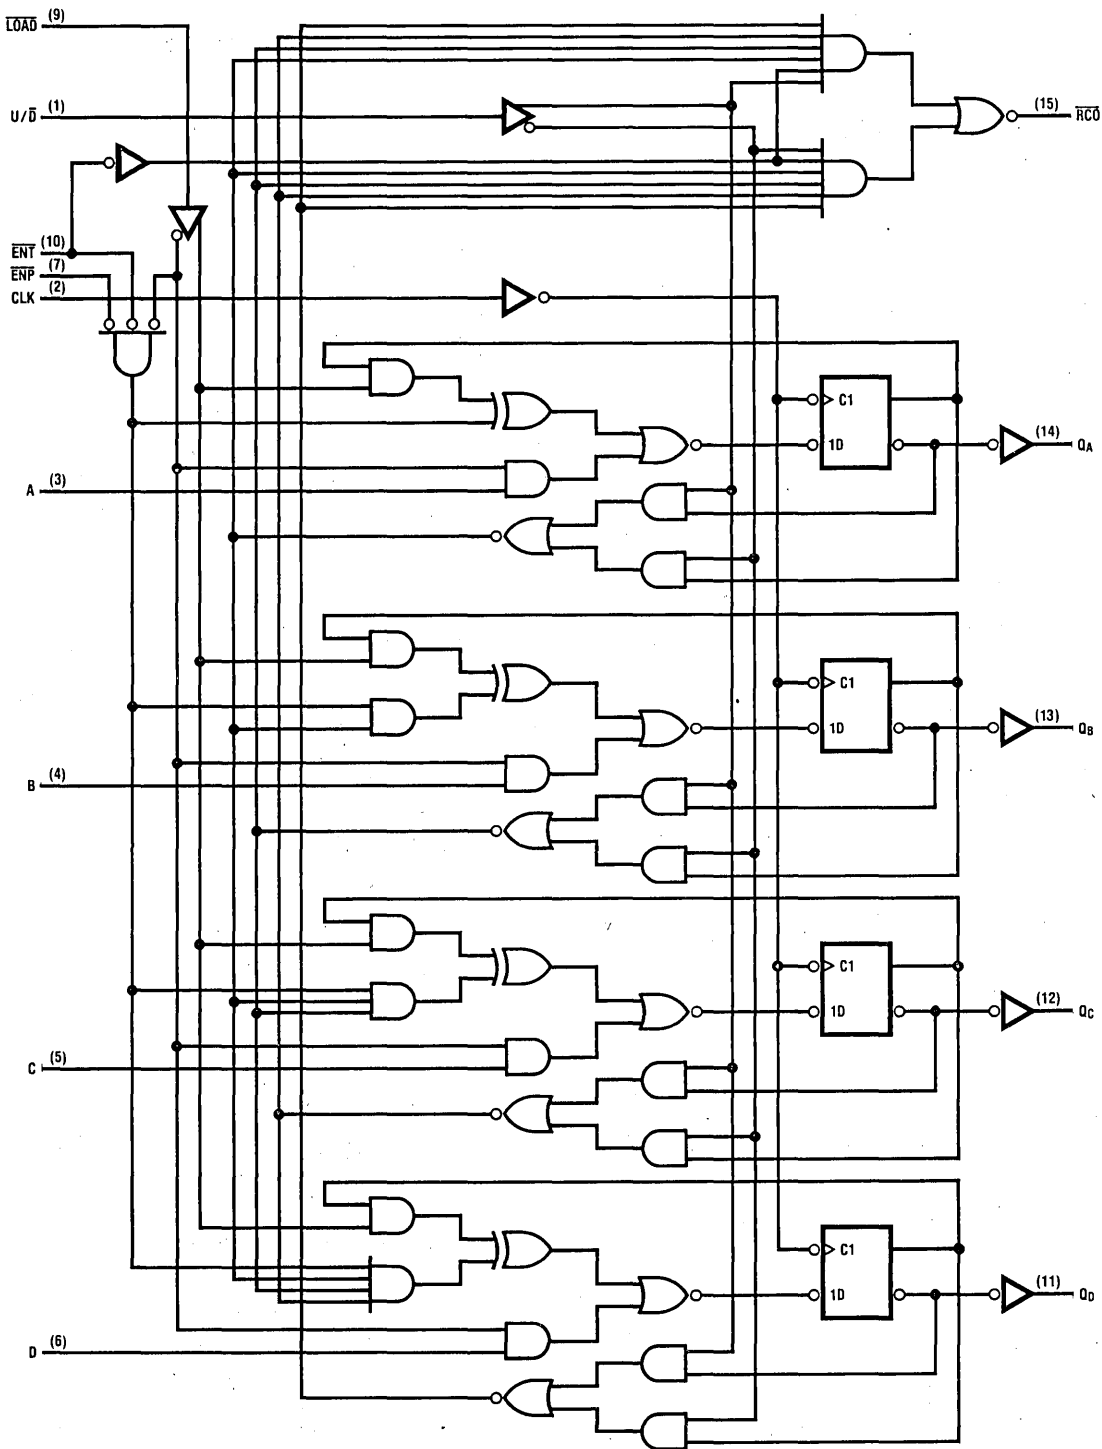 LOAD (9)
U/D (1)
(15) RCO
ENT (10)
ENP (7)
CLK (2)
C1
1D
(14) QA
A (3)
C1
1D
(13) QB
B (4)
C1
1D
(12) QC
C (5)
C1
1D
(11) QD
D (6)